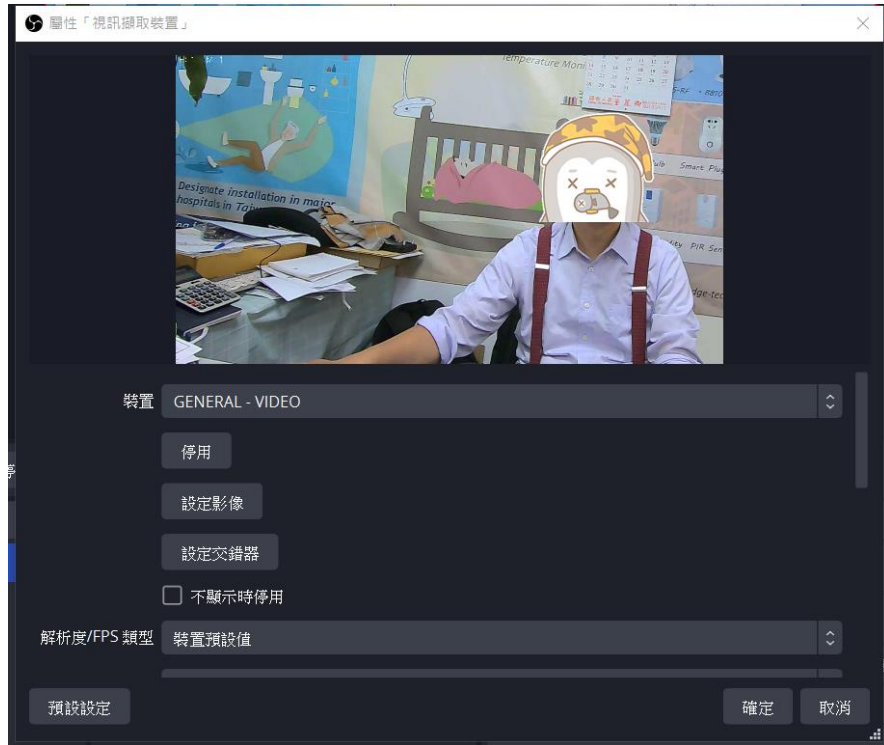 屬性「視訊擷取裝置」
Temperature Moni
Designate installation in major
hospitals in Tai
Smart Plu
PIR Sen
裝置
GENERAL - VIDEO
停用
設定影像
設定交錯器
不顯示時停用
解析度/FPS 類型
裝置預設值
預設設定
確定
取消